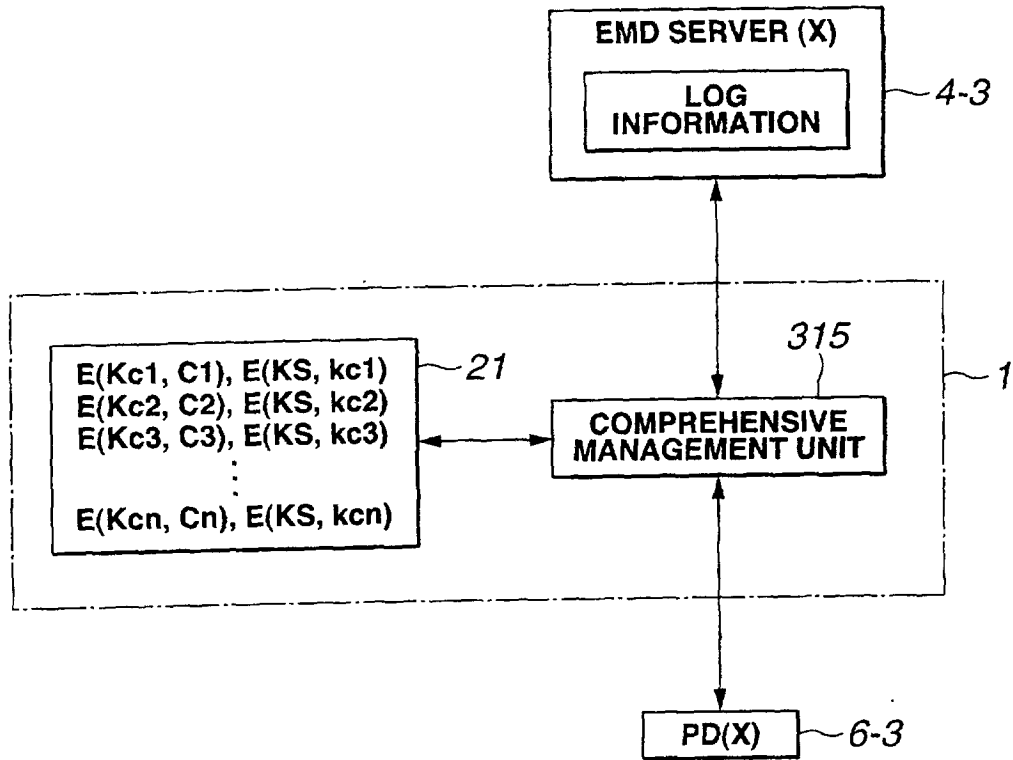 EMD SERVER (X)
LOG
INFORMATION
4-3
315
21
1
E(Kc1, C1), E(KS, kc1)
E(Kc2, C2), E(KS, kc2)
E(Kc3, C3), E(KS, kc3)
E(Kcn, Cn), E(KS, kcn)
COMPREHENSIVE
MANAGEMENT UNIT
PD(X)
6-3